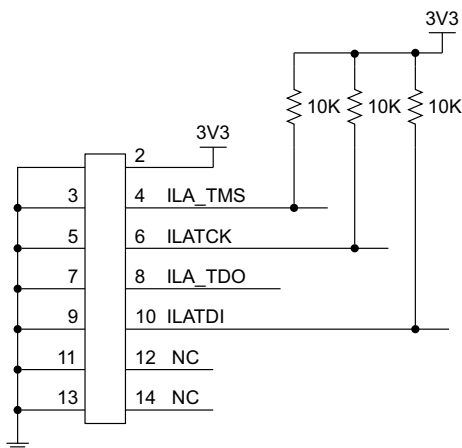 3V3
10K 10K 10K
3V3
2
3 4 ILA_TMS
5 6 ILATCK
7 8 ILA_TDO
9 10 ILATDI
11 12 NC
13 14 NC